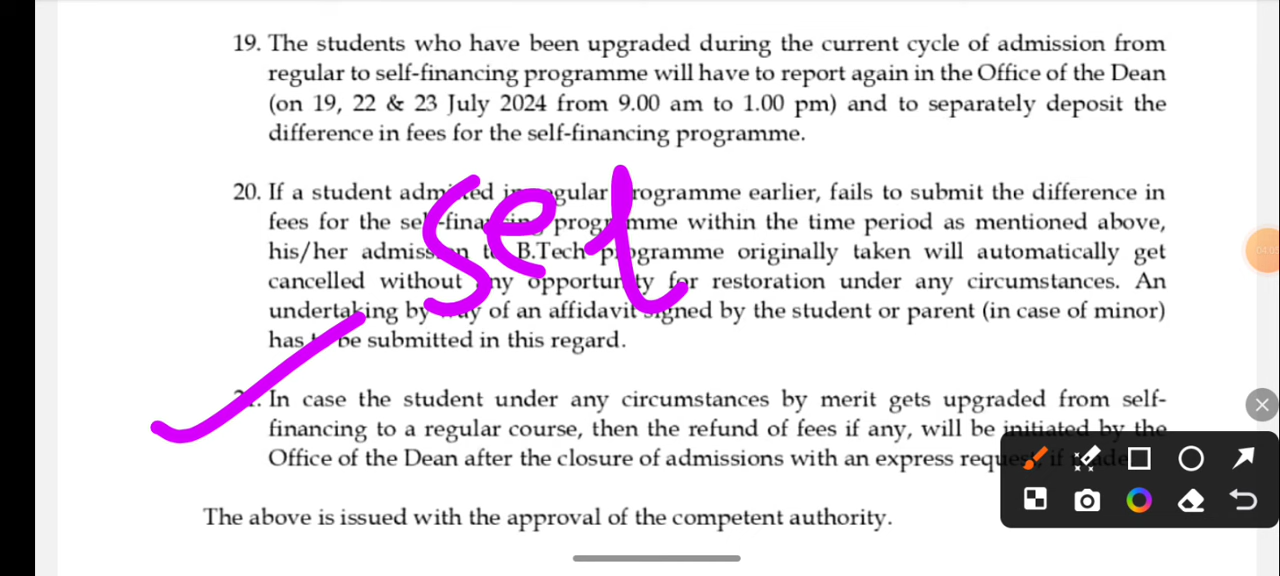 19. The students who have been upgraded during the current cycle of admission from
regular to self-financing programme will have to report again in the Office of the Dean
(on 19, 22 & 23 July 2024 from 9.00 am to 1.00 pm) and to separately deposit the
difference in fees for the self-financing programme.
20. If a student admitted in regular programme earlier, fails to submit the difference in
fees for the self-financing programme within the time period as mentioned above,
his/her admission to B.Tech programme originally taken will automatically get
cancelled without any opportunity for restoration under any circumstances. An
undertaking by way of an affidavit signed by the student or parent (in case of minor)
has to be submitted in this regard.
21. In case the student under any circumstances by merit gets upgraded from self-
financing to a regular course, then the refund of fees if any, will be initiated by the
Office of the Dean after the closure of admissions with an express request, if made
The above is issued with the approval of the competent authority.